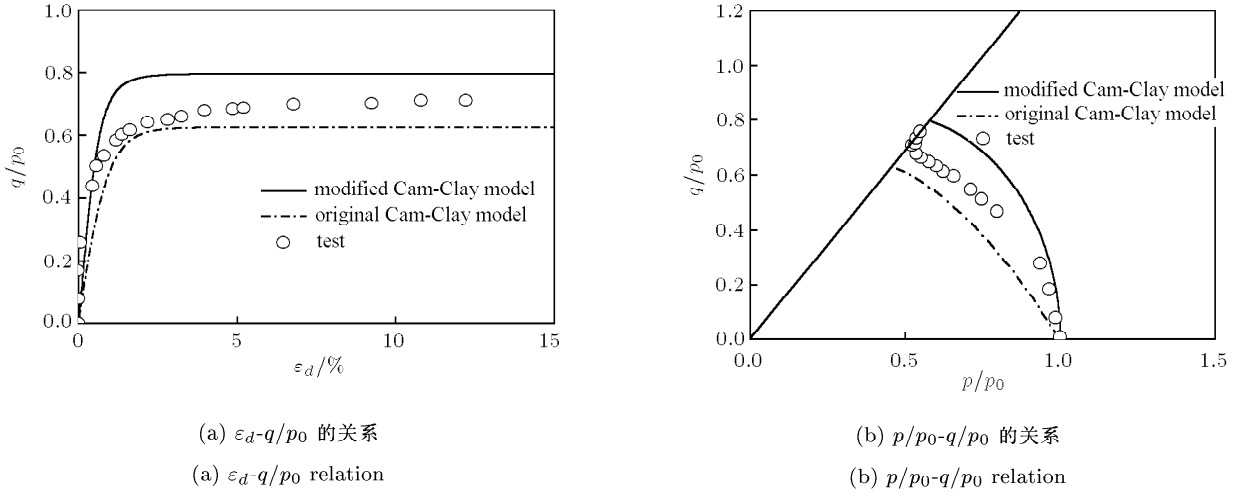 1.0
0.8
0.6
0.4
0.2
0.0
q/p₀
modified Cam-Clay model
original Cam-Clay model
test
0
5
10
15
ε_d/%
(a) ε_d-q/p₀ 的关系
(a) ε_d-q/p₀ relation
1.2
1.0
0.8
0.6
0.4
0.2
0.0
q/p₀
modified Cam-Clay model
original Cam-Clay model
test
0.0
0.5
1.0
1.5
p/p₀
(b) p/p₀-q/p₀ 的关系
(b) p/p₀-q/p₀ relation